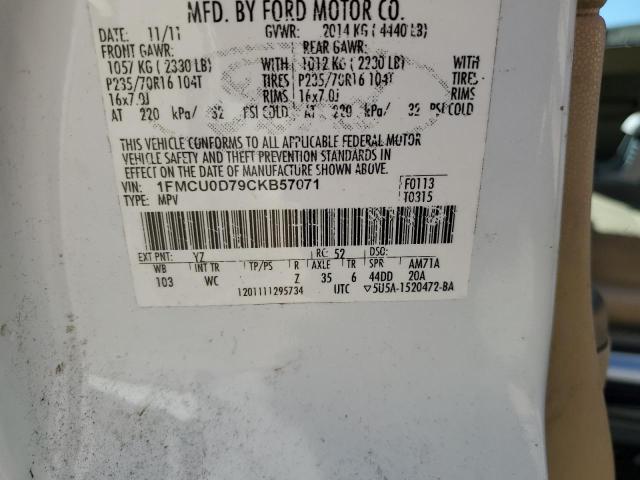 MFD. BY FORD MOTOR CO.
DATE: 11/11 GVWR: 2014 KG ( 4440 LB)
FRONT GAWR: REAR GAWR:
1057 KG ( 2330 LB) WITH 1012 KG ( 2230 LB) WITH
P235/70R16 104T TIRES P235/70R16 104T TIRES
16x7.0J RIMS 16x7.0J RIMS
AT 220 kPa/ 32 PSI COLD AT 220 kPa/ 32 PSI COLD
THIS VEHICLE CONFORMS TO ALL APPLICABLE FEDERAL MOTOR
VEHICLE SAFETY AND THEFT PREVENTION STANDARDS IN
EFFECT ON THE DATE OF MANUFACTURE SHOWN ABOVE.
VIN: 1FMCU0D79CKB57071 F0113
TYPE: MPV T0315
EXT PNT: YZ RC: 52 DSO:
WB INT TR TP/PS R AXLE TR SPR AM71A
103 WC Z 35 6 44DD 20A
1201111295734 UTC ▽5U5A-1520472-BA